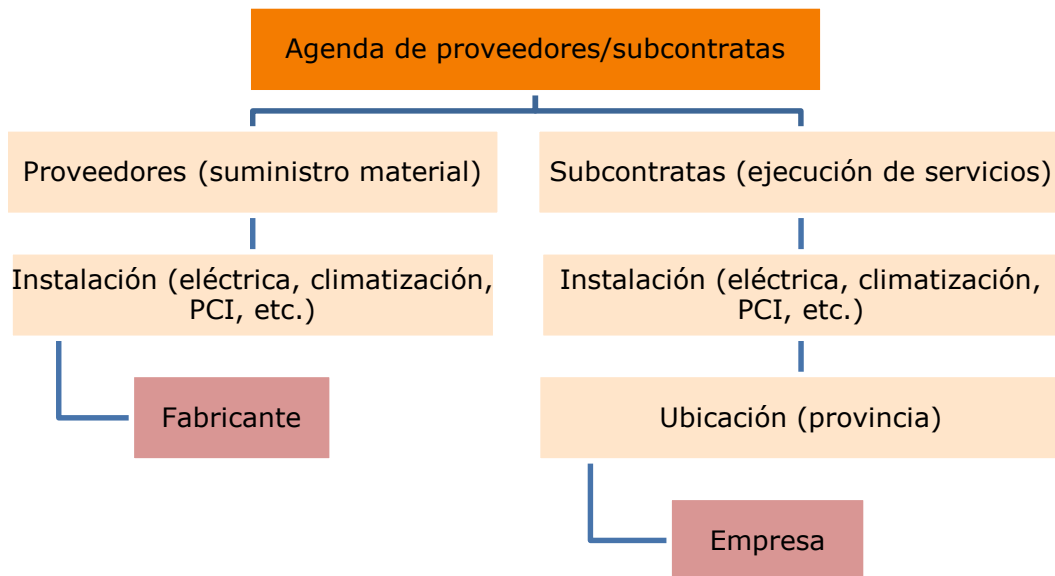 Agenda de proveedores/subcontratas
Proveedores (suministro material)
Subcontratas (ejecución de servicios)
Instalación (eléctrica, climatización,
PCI, etc.)
Instalación (eléctrica, climatización,
PCI, etc.)
Fabricante
Ubicación (provincia)
Empresa